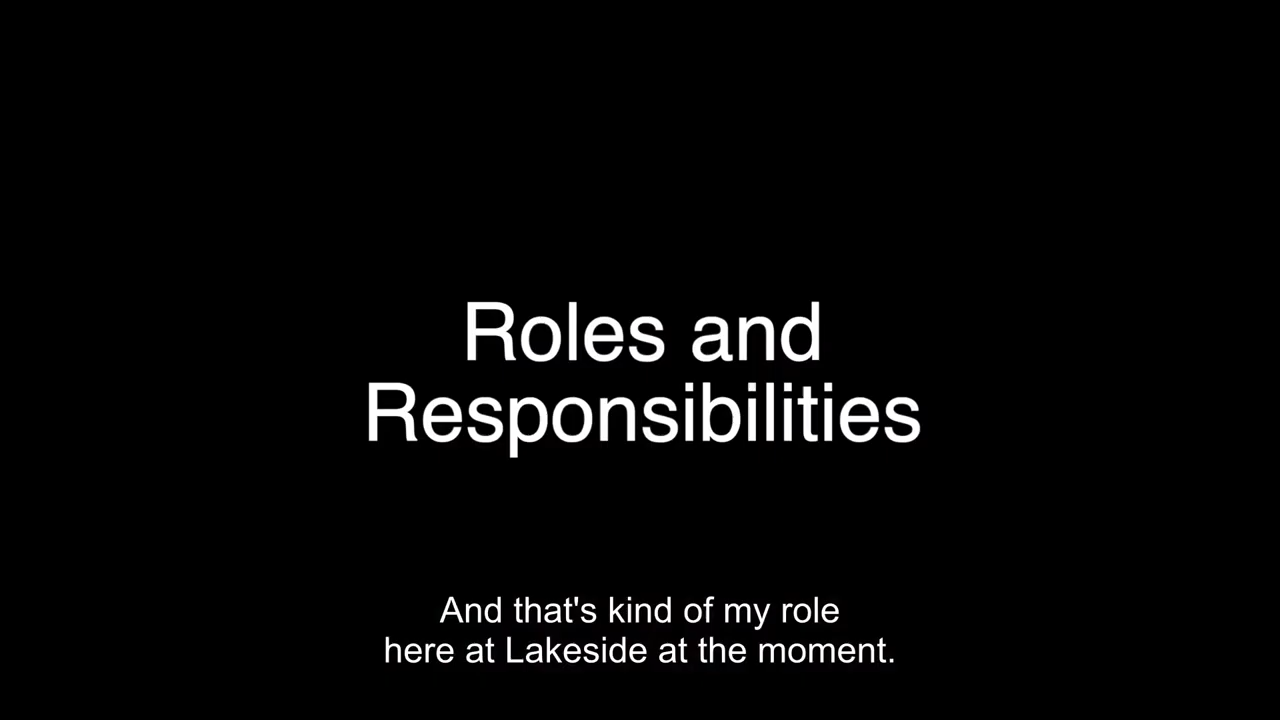 Roles and
Responsibilities
And that's kind of my role
here at Lakeside at the moment.